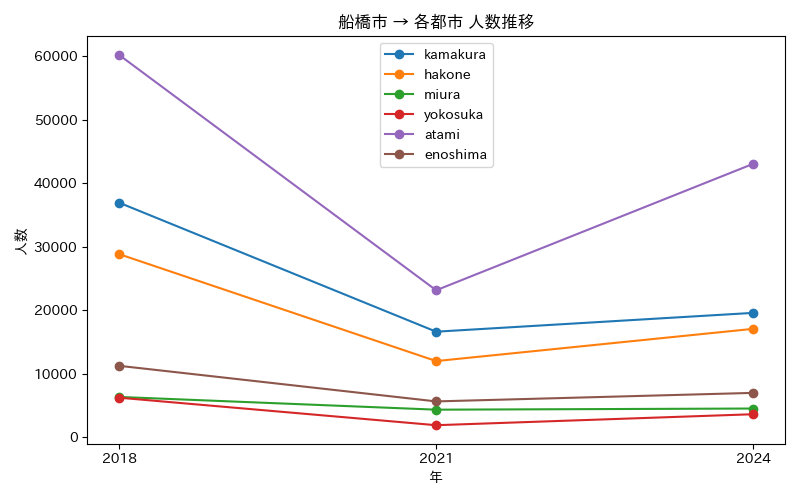 船橋市 → 各都市 人数推移
kamakura
hakone
miura
yokosuka
atami
enoshima
人数
60000
50000
40000
30000
20000
10000
0
2018
2021
2024
年